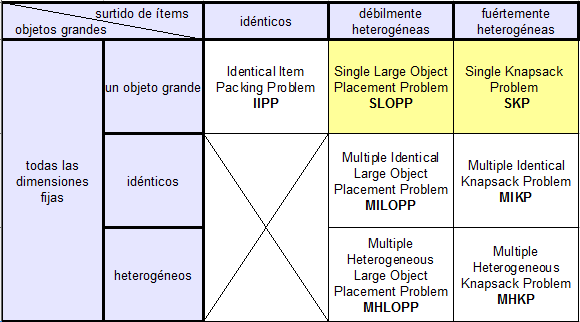 surtido de ítems
objetos grandes
idénticos
débilmente
heterogéneas
fuértemente
heterogéneas
todas las
dimensiones
fijas
un objeto grande
Identical Item
Packing Problem
IIPP
Single Large Object
Placement Problem
SLOPP
Single Knapsack
Problem
SKP
idénticos
Multiple Identical
Large Object
Placement Problem
MILOPP
Multiple Identical
Knapsack Problem
MIKP
heterogéneos
Multiple
Heterogeneous
Large Object
Placement Problem
MHLOPP
Multiple
Heterogeneous
Knapsack Problem
MHKP